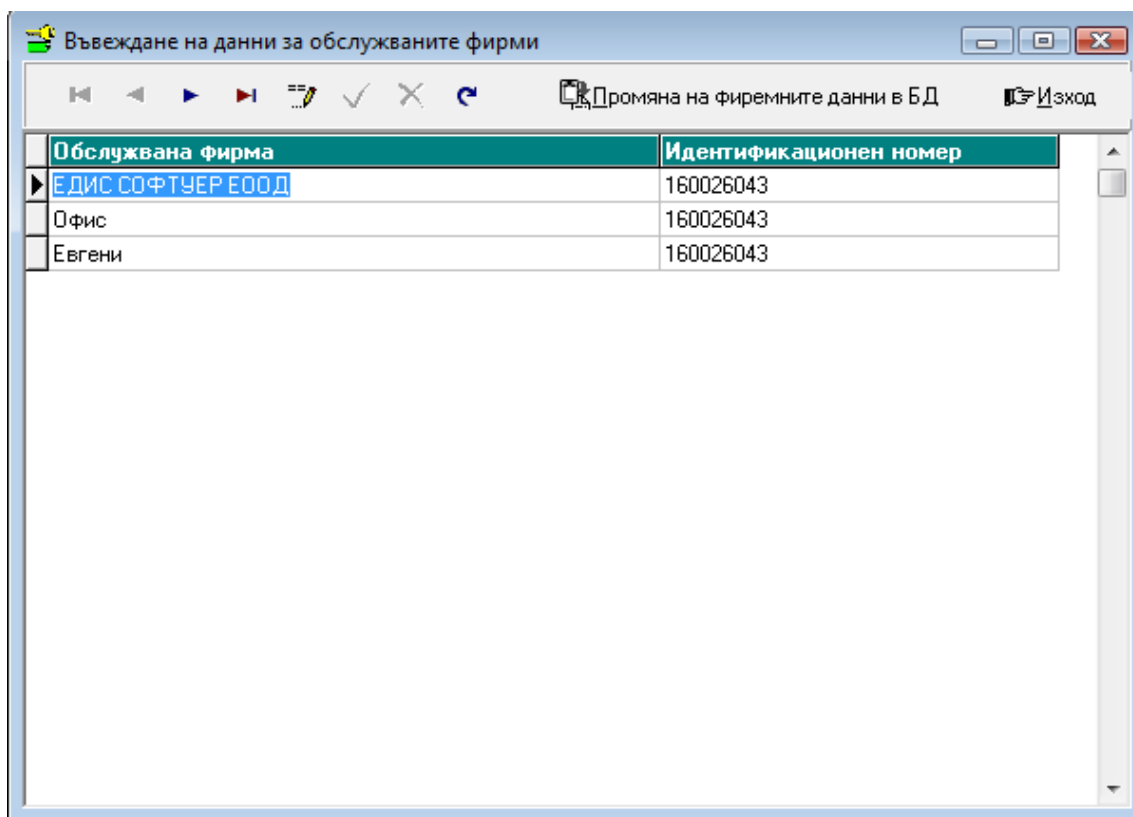 Въвеждане на данни за обслужваните фирми
Промяна на фиремните данни в БД Изход
Обслужвана фирма Идентификационен номер
ЕДИС СОФТУЕР ЕООД 160026043
Офис 160026043
Евгени 160026043